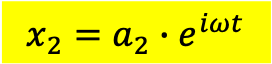 x₂ = a₂ · e^{iωt}